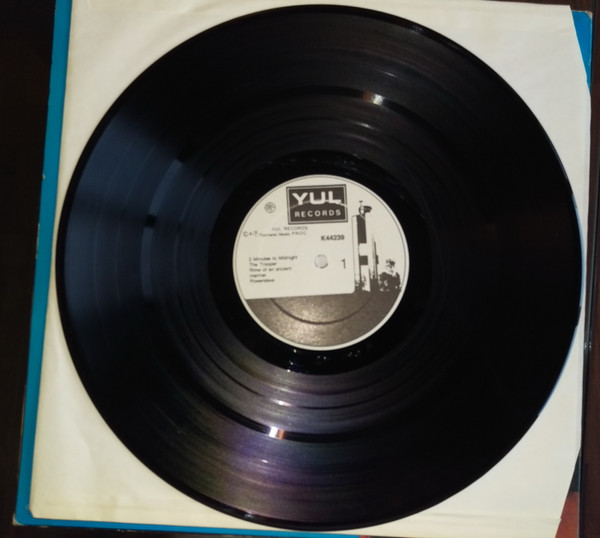 YUL
RECORDS
YUL RECORDS
K44239
2 Minutes to Midnight
The Trooper
Rime of an ancient
mariner
Powerslave
1